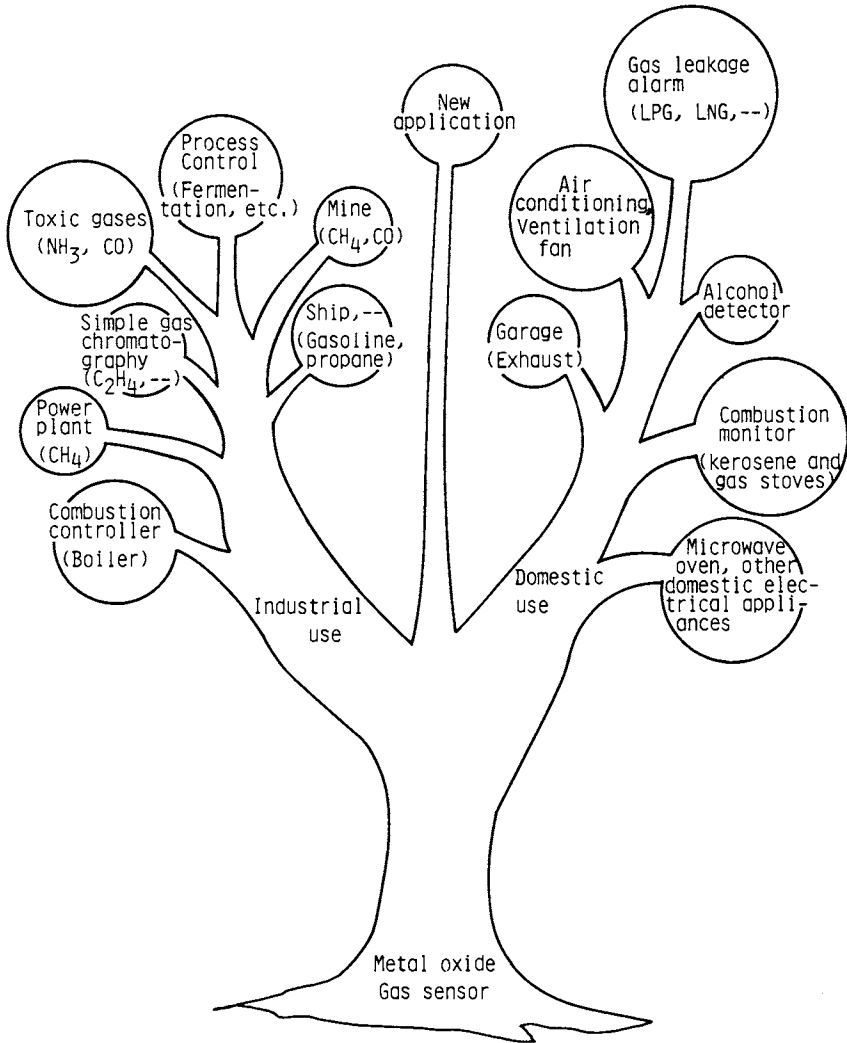 New
application
Gas leakage
alarm
(LPG, LNG,--)
Process
Control
(Fermen-
tation, etc.)
Mine
(CH₄,CO)
Toxic gases
(NH₃, CO)
Air
conditioning,
Ventilation
fan
Simple gas
chromato-
graphy
(C₂H₄,--)
Ship,--
(Gasoline,
propane)
Garage
(Exhaust)
Alcohol
detector
Power
plant
(CH₄)
Combustion
monitor
(kerosene and
gas stoves)
Combustion
controller
(Boiler)
Microwave
oven, other
domestic elec-
trical appli-
ances
Industrial
use
Domestic
use
Metal oxide
Gas sensor